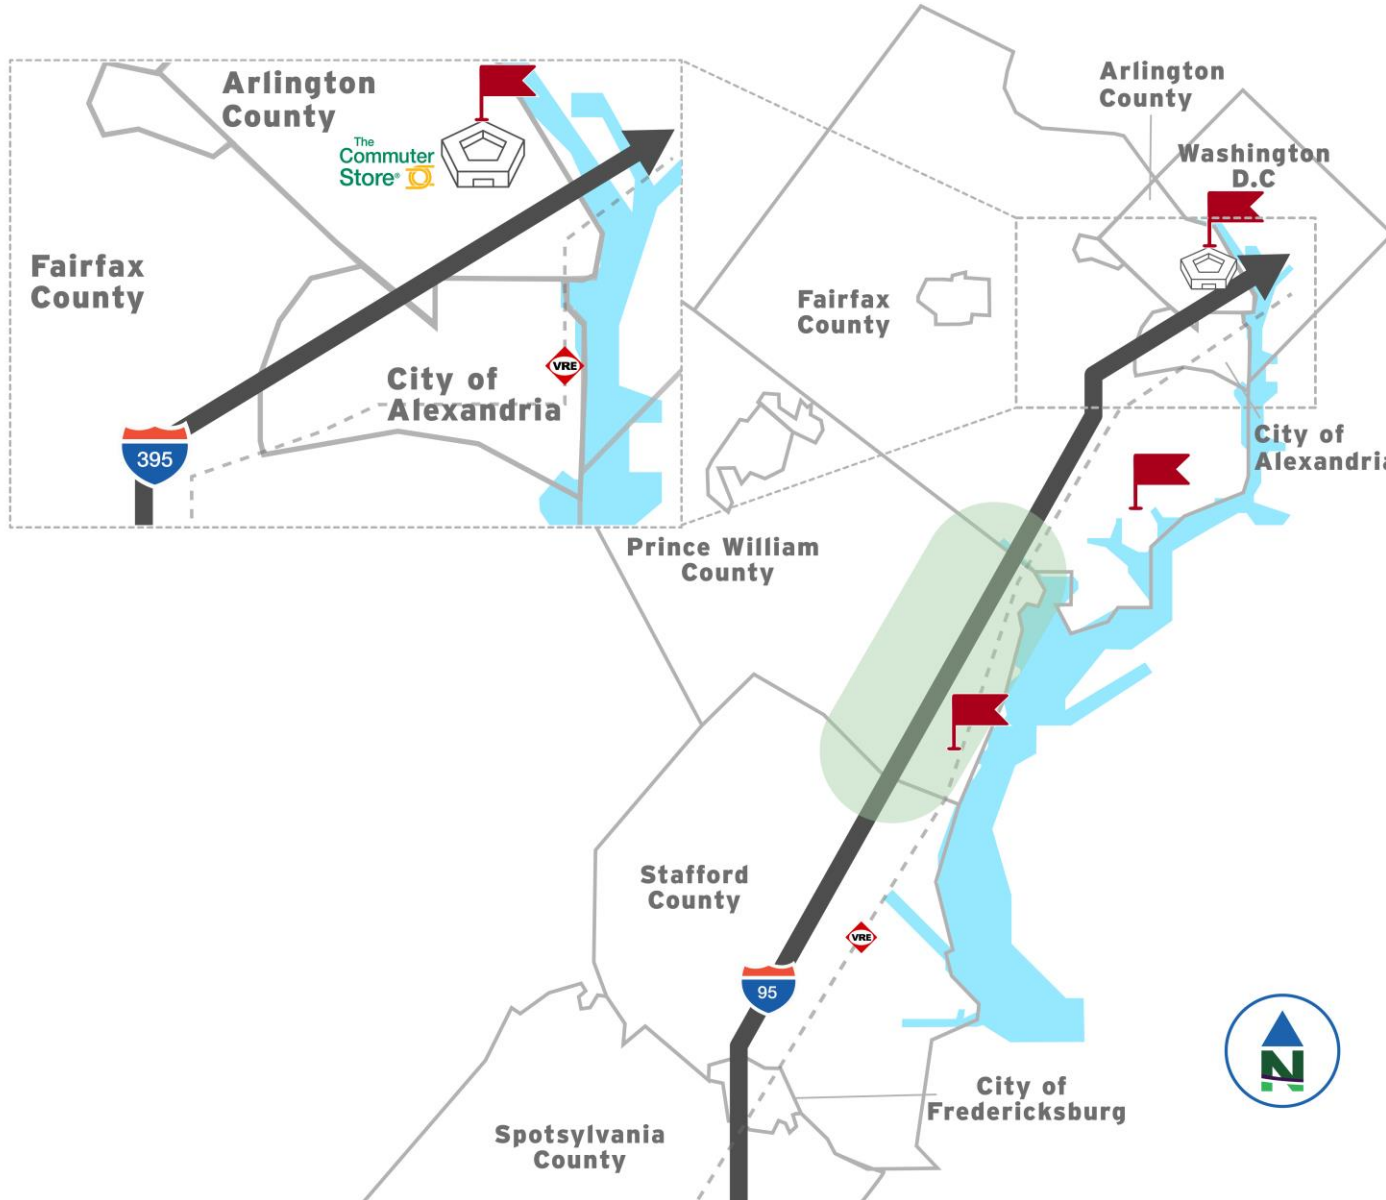 Arlington
County
The
Commuter
Store®
Fairfax
County
City of
Alexandria
VRE
395
Arlington
County
Washington
D.C
Fairfax
County
City of
Alexandria
Prince William
County
Stafford
County
VRE
95
City of
Fredericksburg
Spotsylvania
County
N